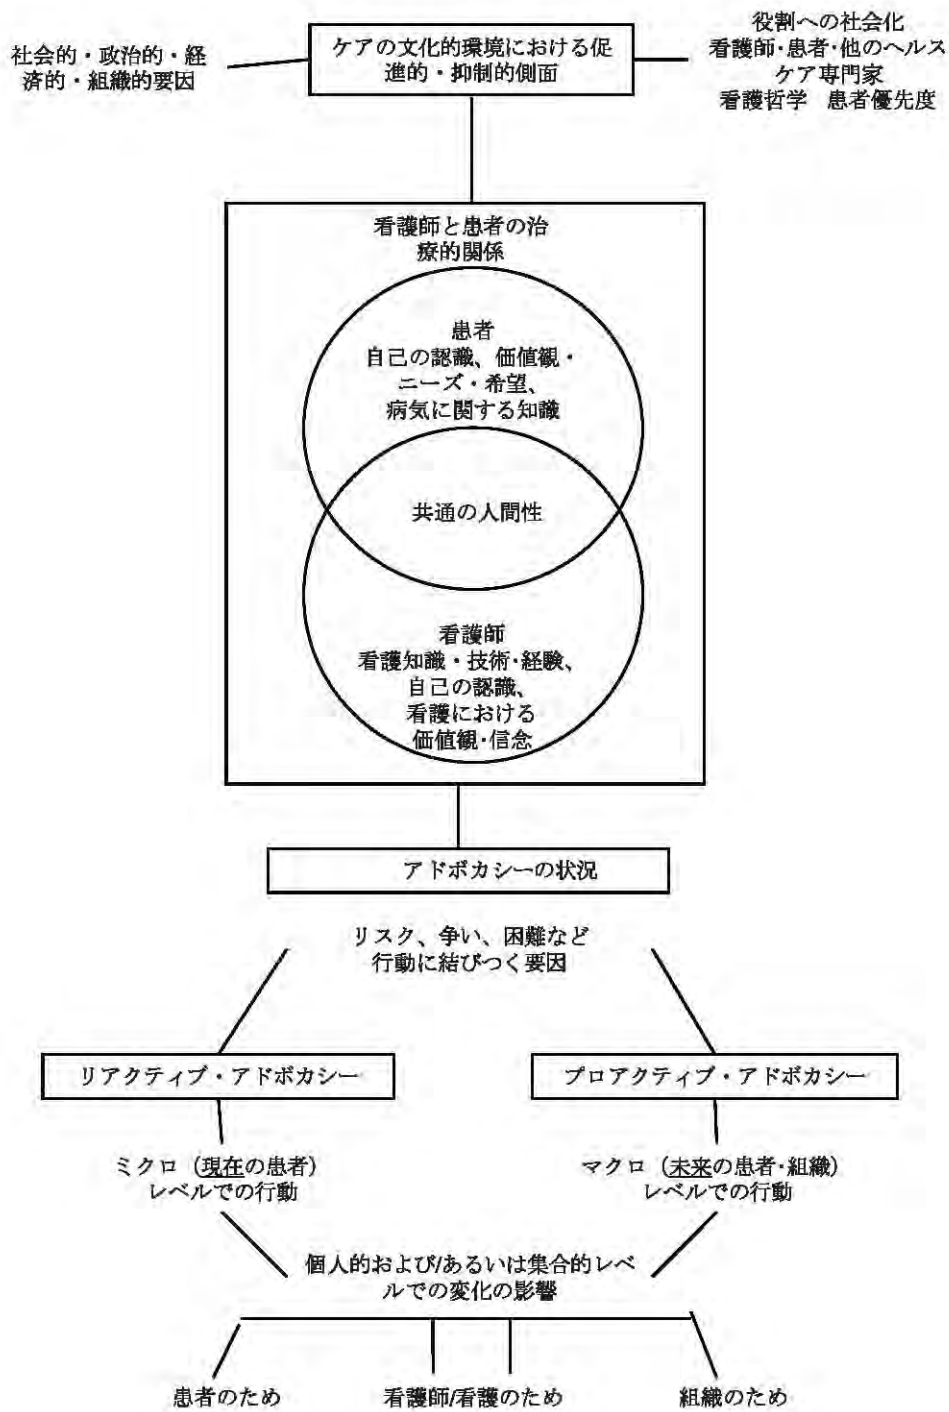 社会的・政治的・経
済的・組織的要因
ケアの文化的環境における促
進的・抑制的側面
役割への社会化
看護師・患者・他のヘルス
ケア専門家
看護哲学　患者優先度
看護師と患者の治
療的関係
患者
自己の認識、価値観・
ニーズ・希望、
病気に関する知識
共通の人間性
看護師
看護知識・技術・経験、
自己の認識、
看護における
価値観・信念
アドボカシーの状況
リスク、争い、困難など
行動に結びつく要因
リアクティブ・アドボカシー
プロアクティブ・アドボカシー
ミクロ（現在の患者）
レベルでの行動
マクロ（未来の患者・組織）
レベルでの行動
個人的および/あるいは集合的レベ
ルでの変化の影響
患者のため
看護師/看護のため
組織のため